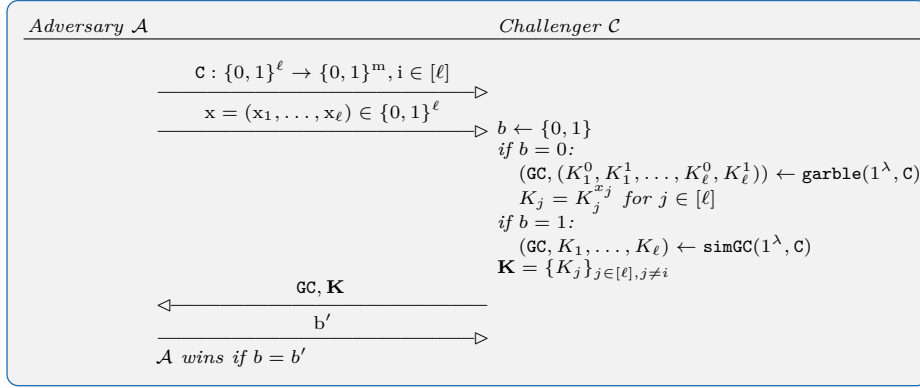 Adversary A Challenger C
C : {0, 1}^ℓ → {0, 1}^m, i ∈ [ℓ]
x = (x_1, . . . , x_ℓ) ∈ {0, 1}^ℓ
b ← {0, 1}
if b = 0:
(GC, (K_1^0, K_1^1, . . . , K_ℓ^0, K_ℓ^1)) ← garble(1^λ, C)
K_j = K_j^{x_j} for j ∈ [ℓ]
if b = 1:
(GC, K_1, . . . , K_ℓ) ← simGC(1^λ, C)
K = {K_j}_{j∈[ℓ],j≠i}
GC, K
b′
A wins if b = b′